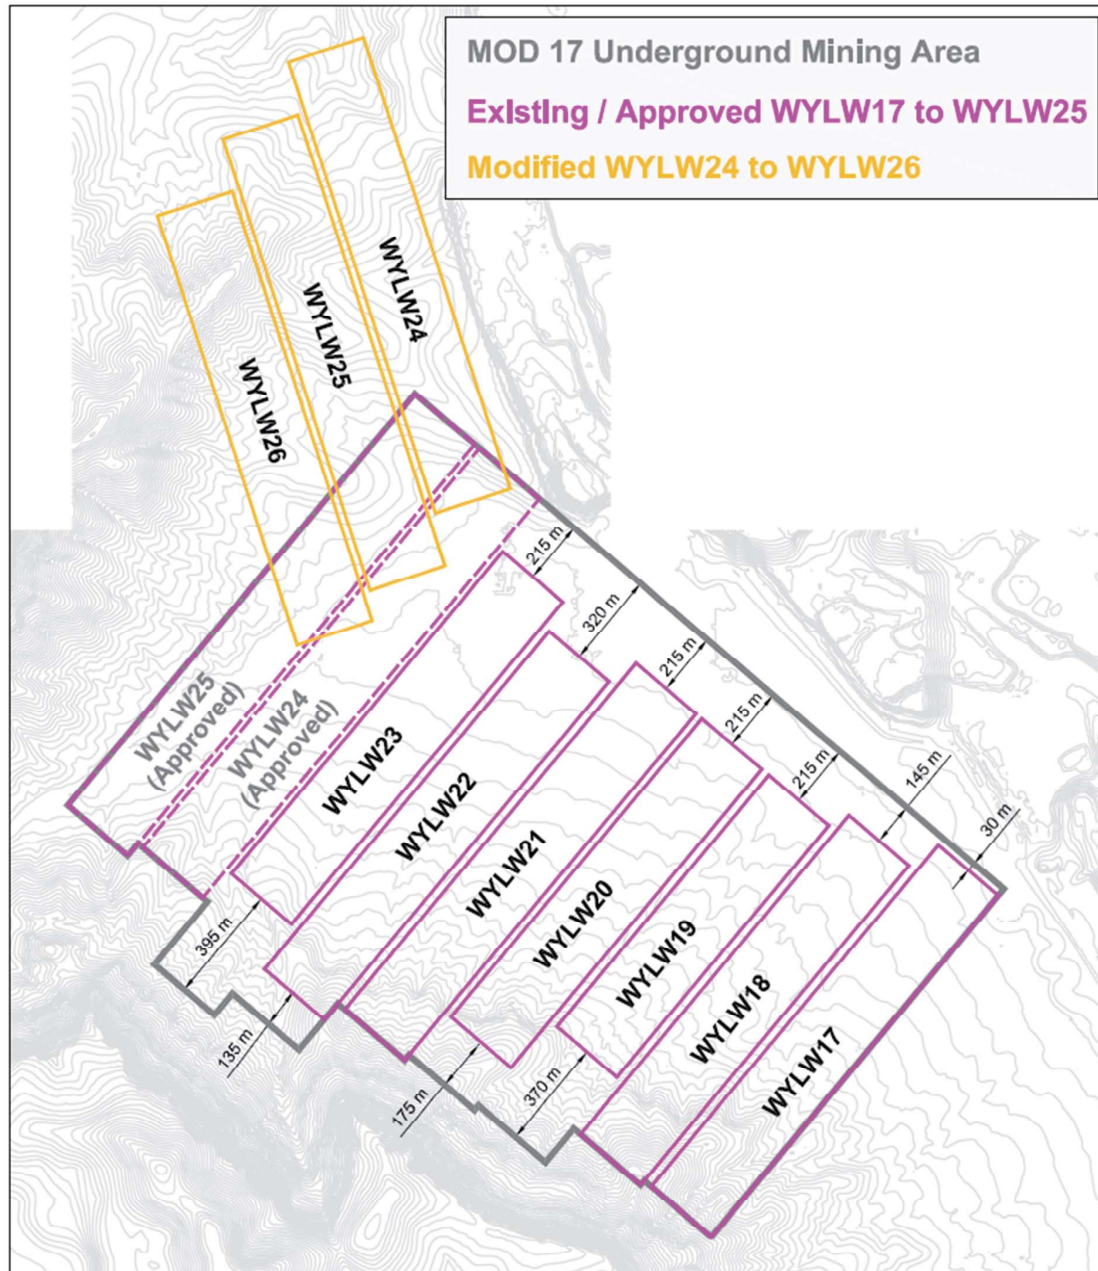 MOD 17 Underground Mining Area
Existing / Approved WYLW17 to WYLW25
Modified WYLW24 to WYLW26
WYLW24
WYLW25
WYLW26
215 m
320 m
215 m
215 m
215 m
145 m
30 m
WYLW25
(Approved)
WYLW24
(Approved)
WYLW23
WYLW22
WYLW21
WYLW20
WYLW19
WYLW18
WYLW17
395 m
135 m
175 m
370 m